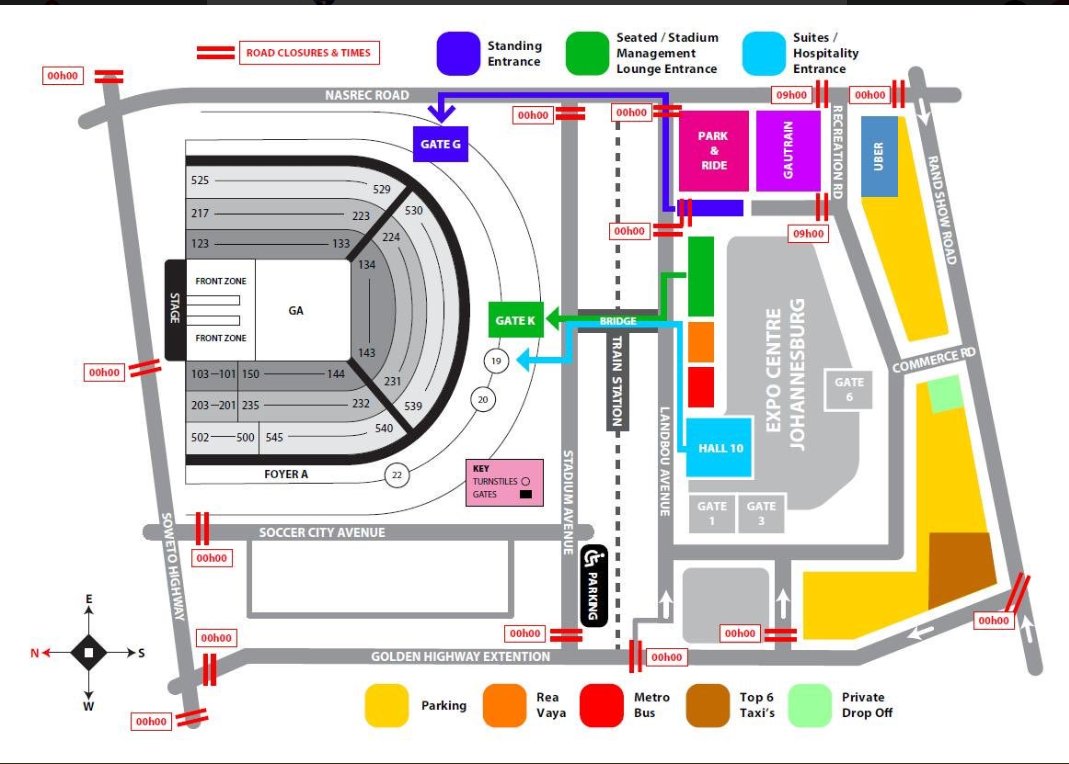 ROAD CLOSURES & TIMES
Standing
Entrance
Seated / Stadium
Management
Lounge Entrance
Suites /
Hospitality
Entrance
00h00
NASREC ROAD
00h00
00h00
09h00
00h00
GATE G
PARK
&
RIDE
GAUTRAIN
RECREATION RD
UBER
RAND SHOW ROAD
525
529
530
217
223
224
123
133
134
00h00
09h00
STAGE
FRONT ZONE
FRONT ZONE
GA
GATE K
BRIDGE
TRAIN STATION
EXPO CENTRE
JOHANNESBURG
COMMERCE RD
GATE
6
00h00
143
103
101
150
144
231
203
201
235
232
539
502
500
545
540
19
20
22
FOYER A
KEY
TURNSTILES
GATES
LANDBOU AVENUE
HALL 10
GATE
1
GATE
3
STADIUM AVENUE
SOCCER CITY AVENUE
00h00
SOWETO HIGHWAY
PARKING
E
N
S
W
00h00
00h00
00h00
00h00
00h00
00h00
GOLDEN HIGHWAY EXTENTION
Parking
Rea
Vaya
Metro
Bus
Top 6
Taxi's
Private
Drop Off